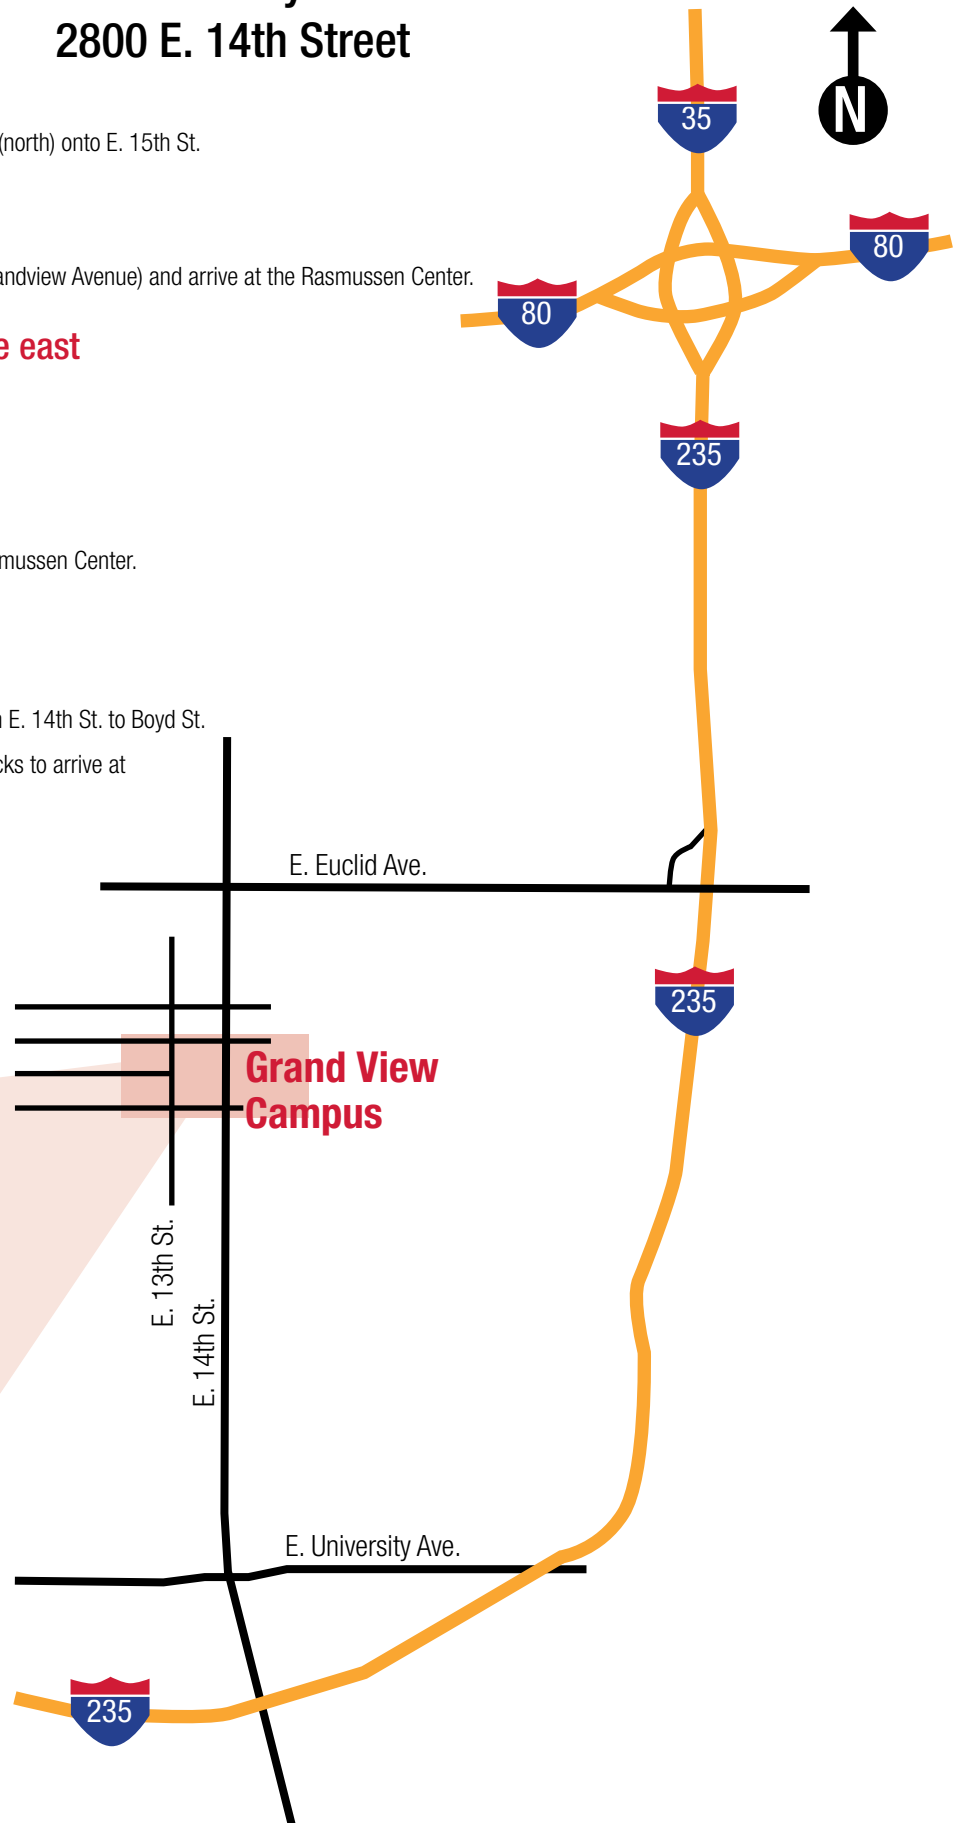 2800 E. 14th Street
35
N
(north) onto E. 15th St.
80
andview Avenue) and arrive at the Rasmussen Center.
80
e east
235
mussen Center.
E. 14th St. to Boyd St.
cks to arrive at
E. Euclid Ave.
235
Grand View
Campus
E. 13th St.
E. 14th St.
E. University Ave.
235